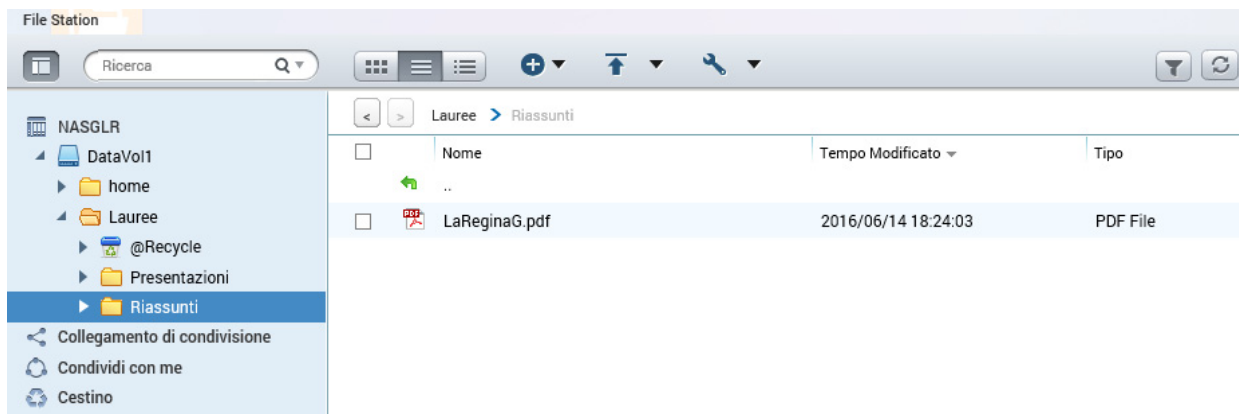 File Station
Ricerca
NASGLR
DataVol1
home
Lauree
@Recycle
Presentazioni
Riassunti
Collegamento di condivisione
Condividi con me
Cestino
< > Lauree > Riassunti
Nome Tempo Modificato Tipo
..
PDF LaReginaG.pdf 2016/06/14 18:24:03 PDF File